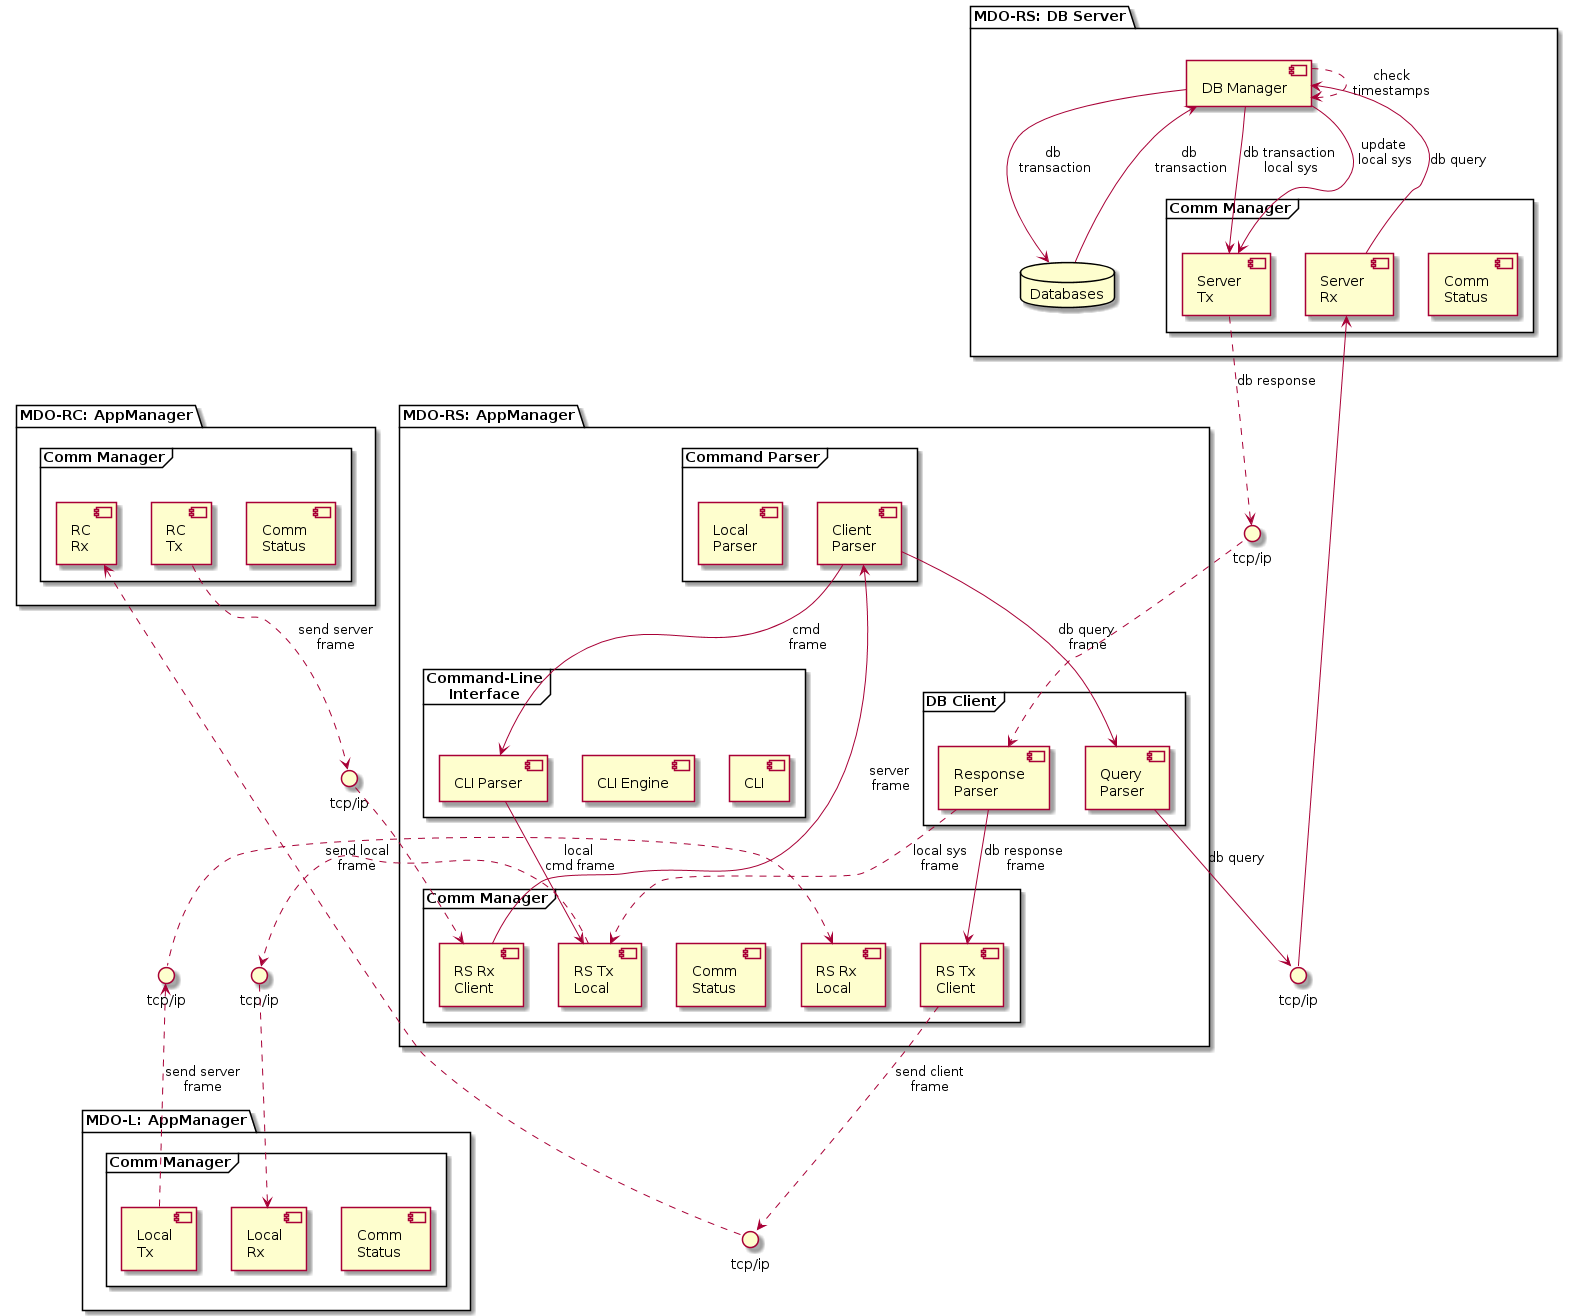 MDO-RS: DB Server
DB Manager
check
timestamps
db
transaction
db
transaction
db transaction
local sys
update
local sys
db query
Comm Manager
Databases
Server
Tx
Server
Rx
Comm
Status
db response
tcp/ip
MDO-RC: AppManager
Comm Manager
RC
Rx
RC
Tx
Comm
Status
send server
frame
tcp/ip
MDO-RS: AppManager
Command Parser
Local
Parser
Client
Parser
cmd
frame
db query
frame
Command-Line
Interface
CLI Parser
CLI Engine
CLI
server
frame
DB Client
Response
Parser
Query
Parser
send local
frame
local
cmd frame
local sys
frame
db response
frame
db query
Comm Manager
RS Rx
Client
RS Tx
Local
Comm
Status
RS Rx
Local
RS Tx
Client
tcp/ip
tcp/ip
tcp/ip
send server
frame
send client
frame
MDO-L: AppManager
Comm Manager
Local
Tx
Local
Rx
Comm
Status
tcp/ip